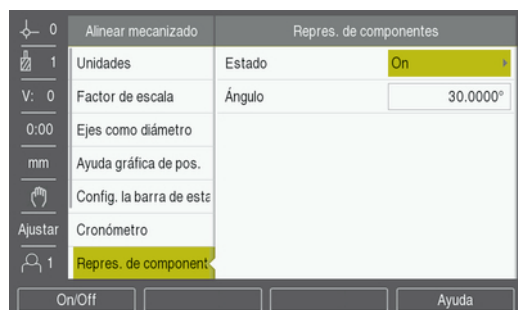 0
Alinear mecanizado
Repres. de componentes
1
Unidades
Estado
On
V: 0
Factor de escala
Ángulo
30.0000°
0:00
Ejes como diámetro
mm
Ayuda gráfica de pos.
Config. la barra de esta
Ajustar
Cronómetro
1
Repres. de component
On/Off
Ayuda